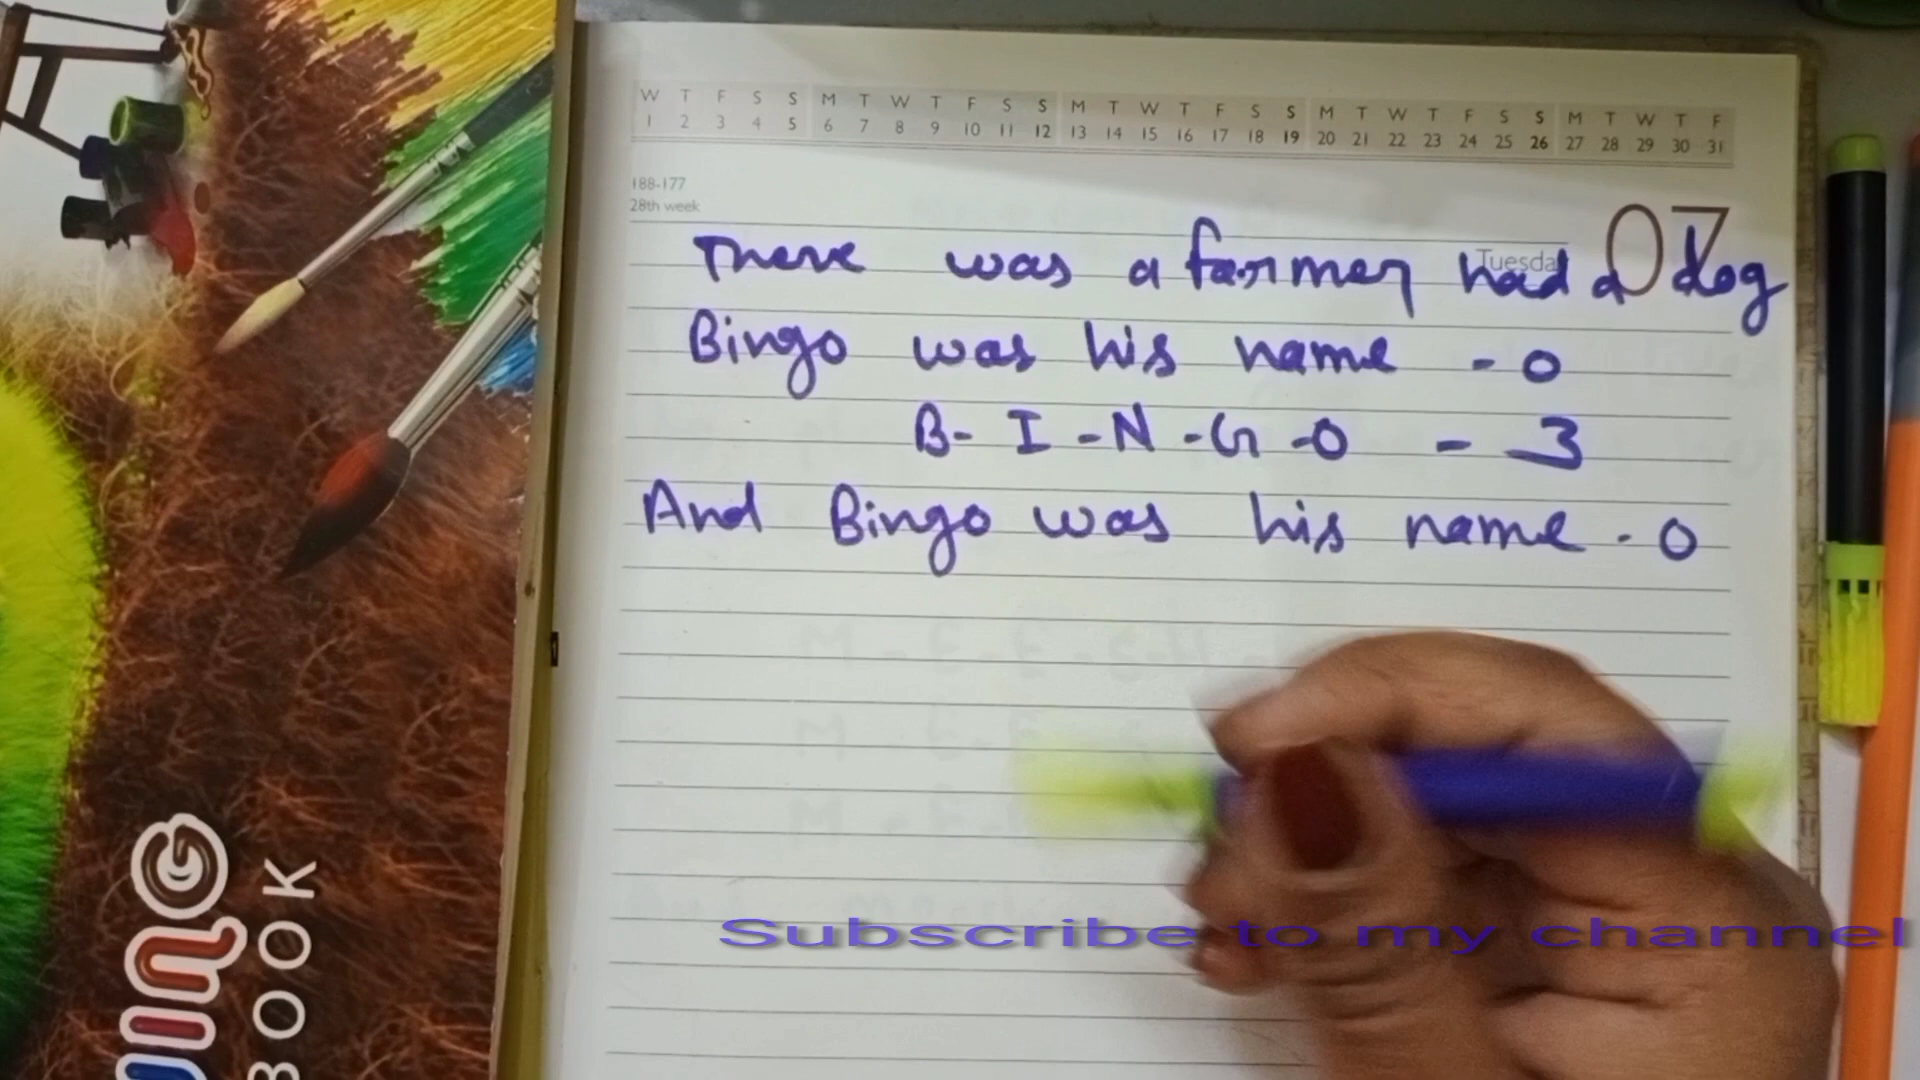 W T F S S M T W T F S S M T W T F S S M T W T F S S M T W T F
1 2 3 4 5 6 7 8 9 10 11 12 13 14 15 16 17 18 19 20 21 22 23 24 25 26 27 28 29 30 31
188-177
28th week
Tuesday 07
There was a farmer had a dog
Bingo was his name - o
B - I - N - G - O - 3
And Bingo was his name - o
Subscribe to my channel
BOOK